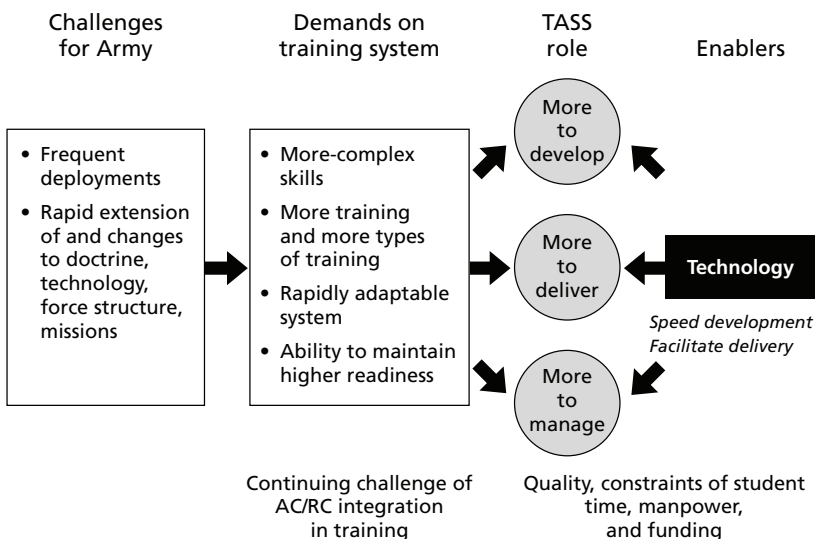 Challenges
for Army
Demands on
training system
TASS
role
Enablers
• Frequent
deployments
• Rapid extension
of and changes
to doctrine,
technology,
force structure,
missions
• More-complex
skills
• More training
and more types
of training
• Rapidly adaptable
system
• Ability to maintain
higher readiness
More
to
develop
More
to
deliver
More
to
manage
Technology
Speed development
Facilitate delivery
Continuing challenge of
AC/RC integration
in training
Quality, constraints of student
time, manpower,
and funding